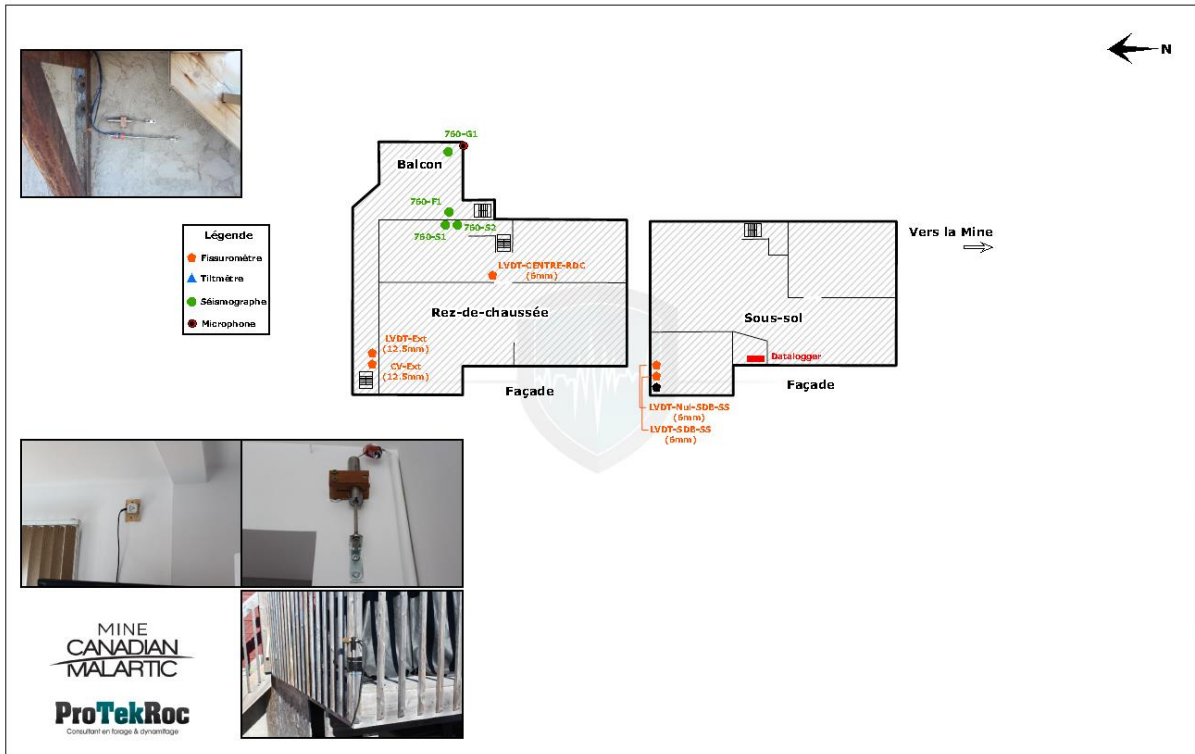 N
760-G1
Balcon
760-F1
760-S1
760-S2
Légende
Fissuromètre
Tiltmètre
Séismographe
Microphone
LVDT-CENTRE-RDC
(6mm)
Rez-de-chaussée
LVDT-Ext
(12.5mm)
CV-Ext
(12.5mm)
Façade
Vers la Mine
Sous-sol
Datalogger
Façade
LVDT-Nul-SDB-SS
(6mm)
LVDT-SDB-SS
(6mm)
MINE
CANADIAN
MALARTIC
ProTekRoc
Consultant en forage & dynamitage